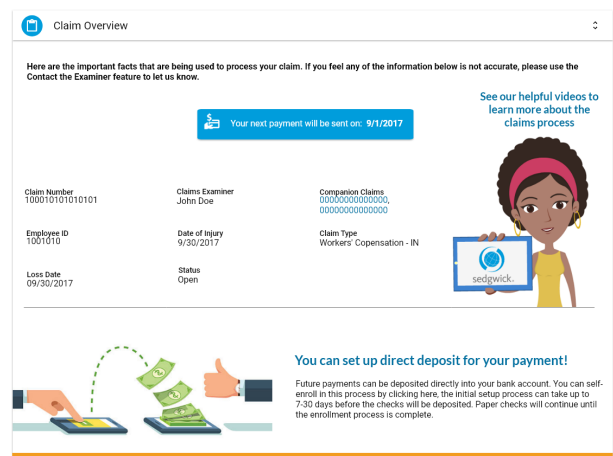 Claim Overview
Here are the important facts that are being used to process your claim. If you feel any of the information below is not accurate, please use the
Contact the Examiner feature to let us know.
See our helpful videos to
learn more about the
claims process
Your next payment will be sent on: 9/1/2017
Claim Number
100010101010101
Claims Examiner
John Doe
Companion Claims
00000000000000,
00000000000000
Employee ID
1001010
Date of Injury
9/30/2017
Claim Type
Workers' Copensation - IN
Loss Date
09/30/2017
Status
Open
sedgwick.
You can set up direct deposit for your payment!
Future payments can be deposited directly into your bank account. You can self-
enroll in this process by clicking here, the initial setup process can take up to
7-30 days before the checks will be deposited. Paper checks will continue until
the enrollment process is complete.